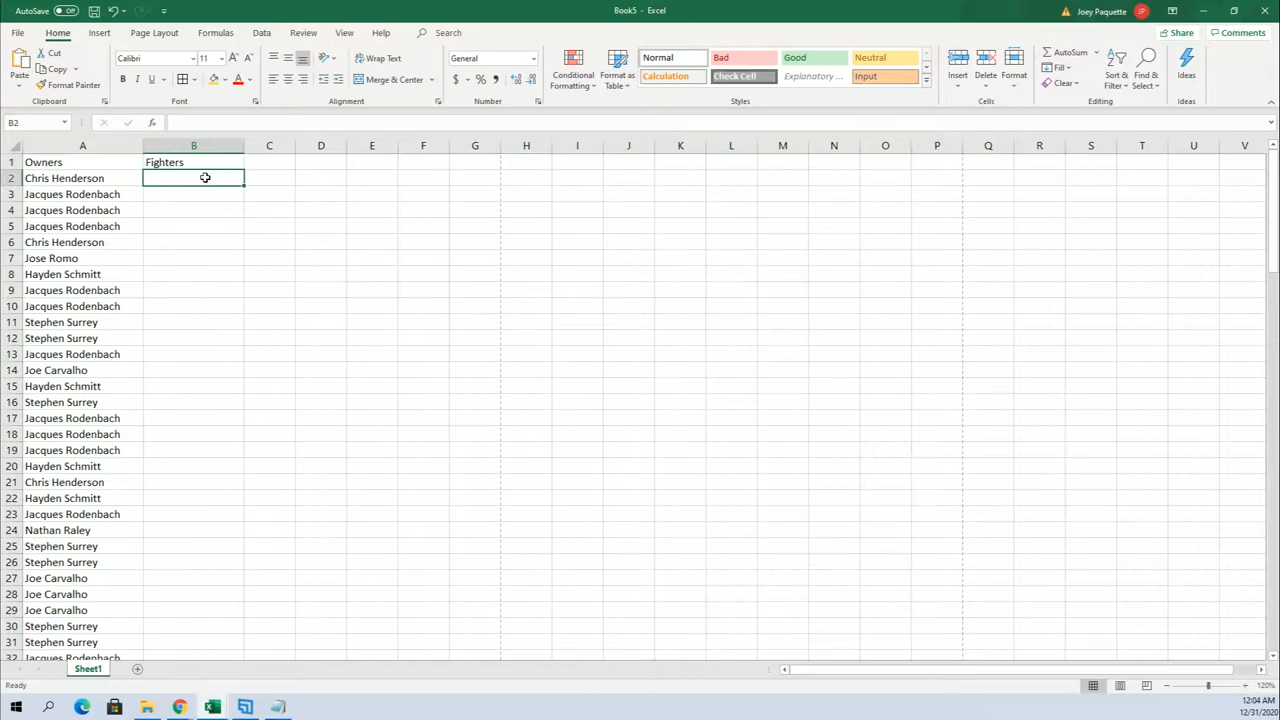 AutoSave Off Book5 - Excel Joey Paquette JP
File Home Insert Page Layout Formulas Data Review View Help Search Share Comments
Paste Cut Copy Format Painter Clipboard
Calibri 11 B I U A Font
Wrap Text Merge & Center Alignment
General $ % , Number
Conditional Formatting Format as Table
Normal Bad Good Neutral
Calculation Check Cell Explanatory ... Input
Styles
Insert Delete Format Cells
AutoSum Fill Clear Sort & Filter Find & Select Editing
Ideas Ideas
B2 fx
A B C D E F G H I J K L M N O P Q R S T U V
1 Owners Fighters
2 Chris Henderson
3 Jacques Rodenbach
4 Jacques Rodenbach
5 Jacques Rodenbach
6 Chris Henderson
7 Jose Romo
8 Hayden Schmitt
9 Jacques Rodenbach
10 Jacques Rodenbach
11 Stephen Surrey
12 Stephen Surrey
13 Jacques Rodenbach
14 Joe Carvalho
15 Hayden Schmitt
16 Stephen Surrey
17 Jacques Rodenbach
18 Jacques Rodenbach
19 Jacques Rodenbach
20 Hayden Schmitt
21 Chris Henderson
22 Hayden Schmitt
23 Jacques Rodenbach
24 Nathan Raley
25 Stephen Surrey
26 Stephen Surrey
27 Joe Carvalho
28 Joe Carvalho
29 Joe Carvalho
30 Stephen Surrey
31 Stephen Surrey
32 Jacques Rodenbach
Sheet1
Ready 120%
12:04 AM
12/31/2020